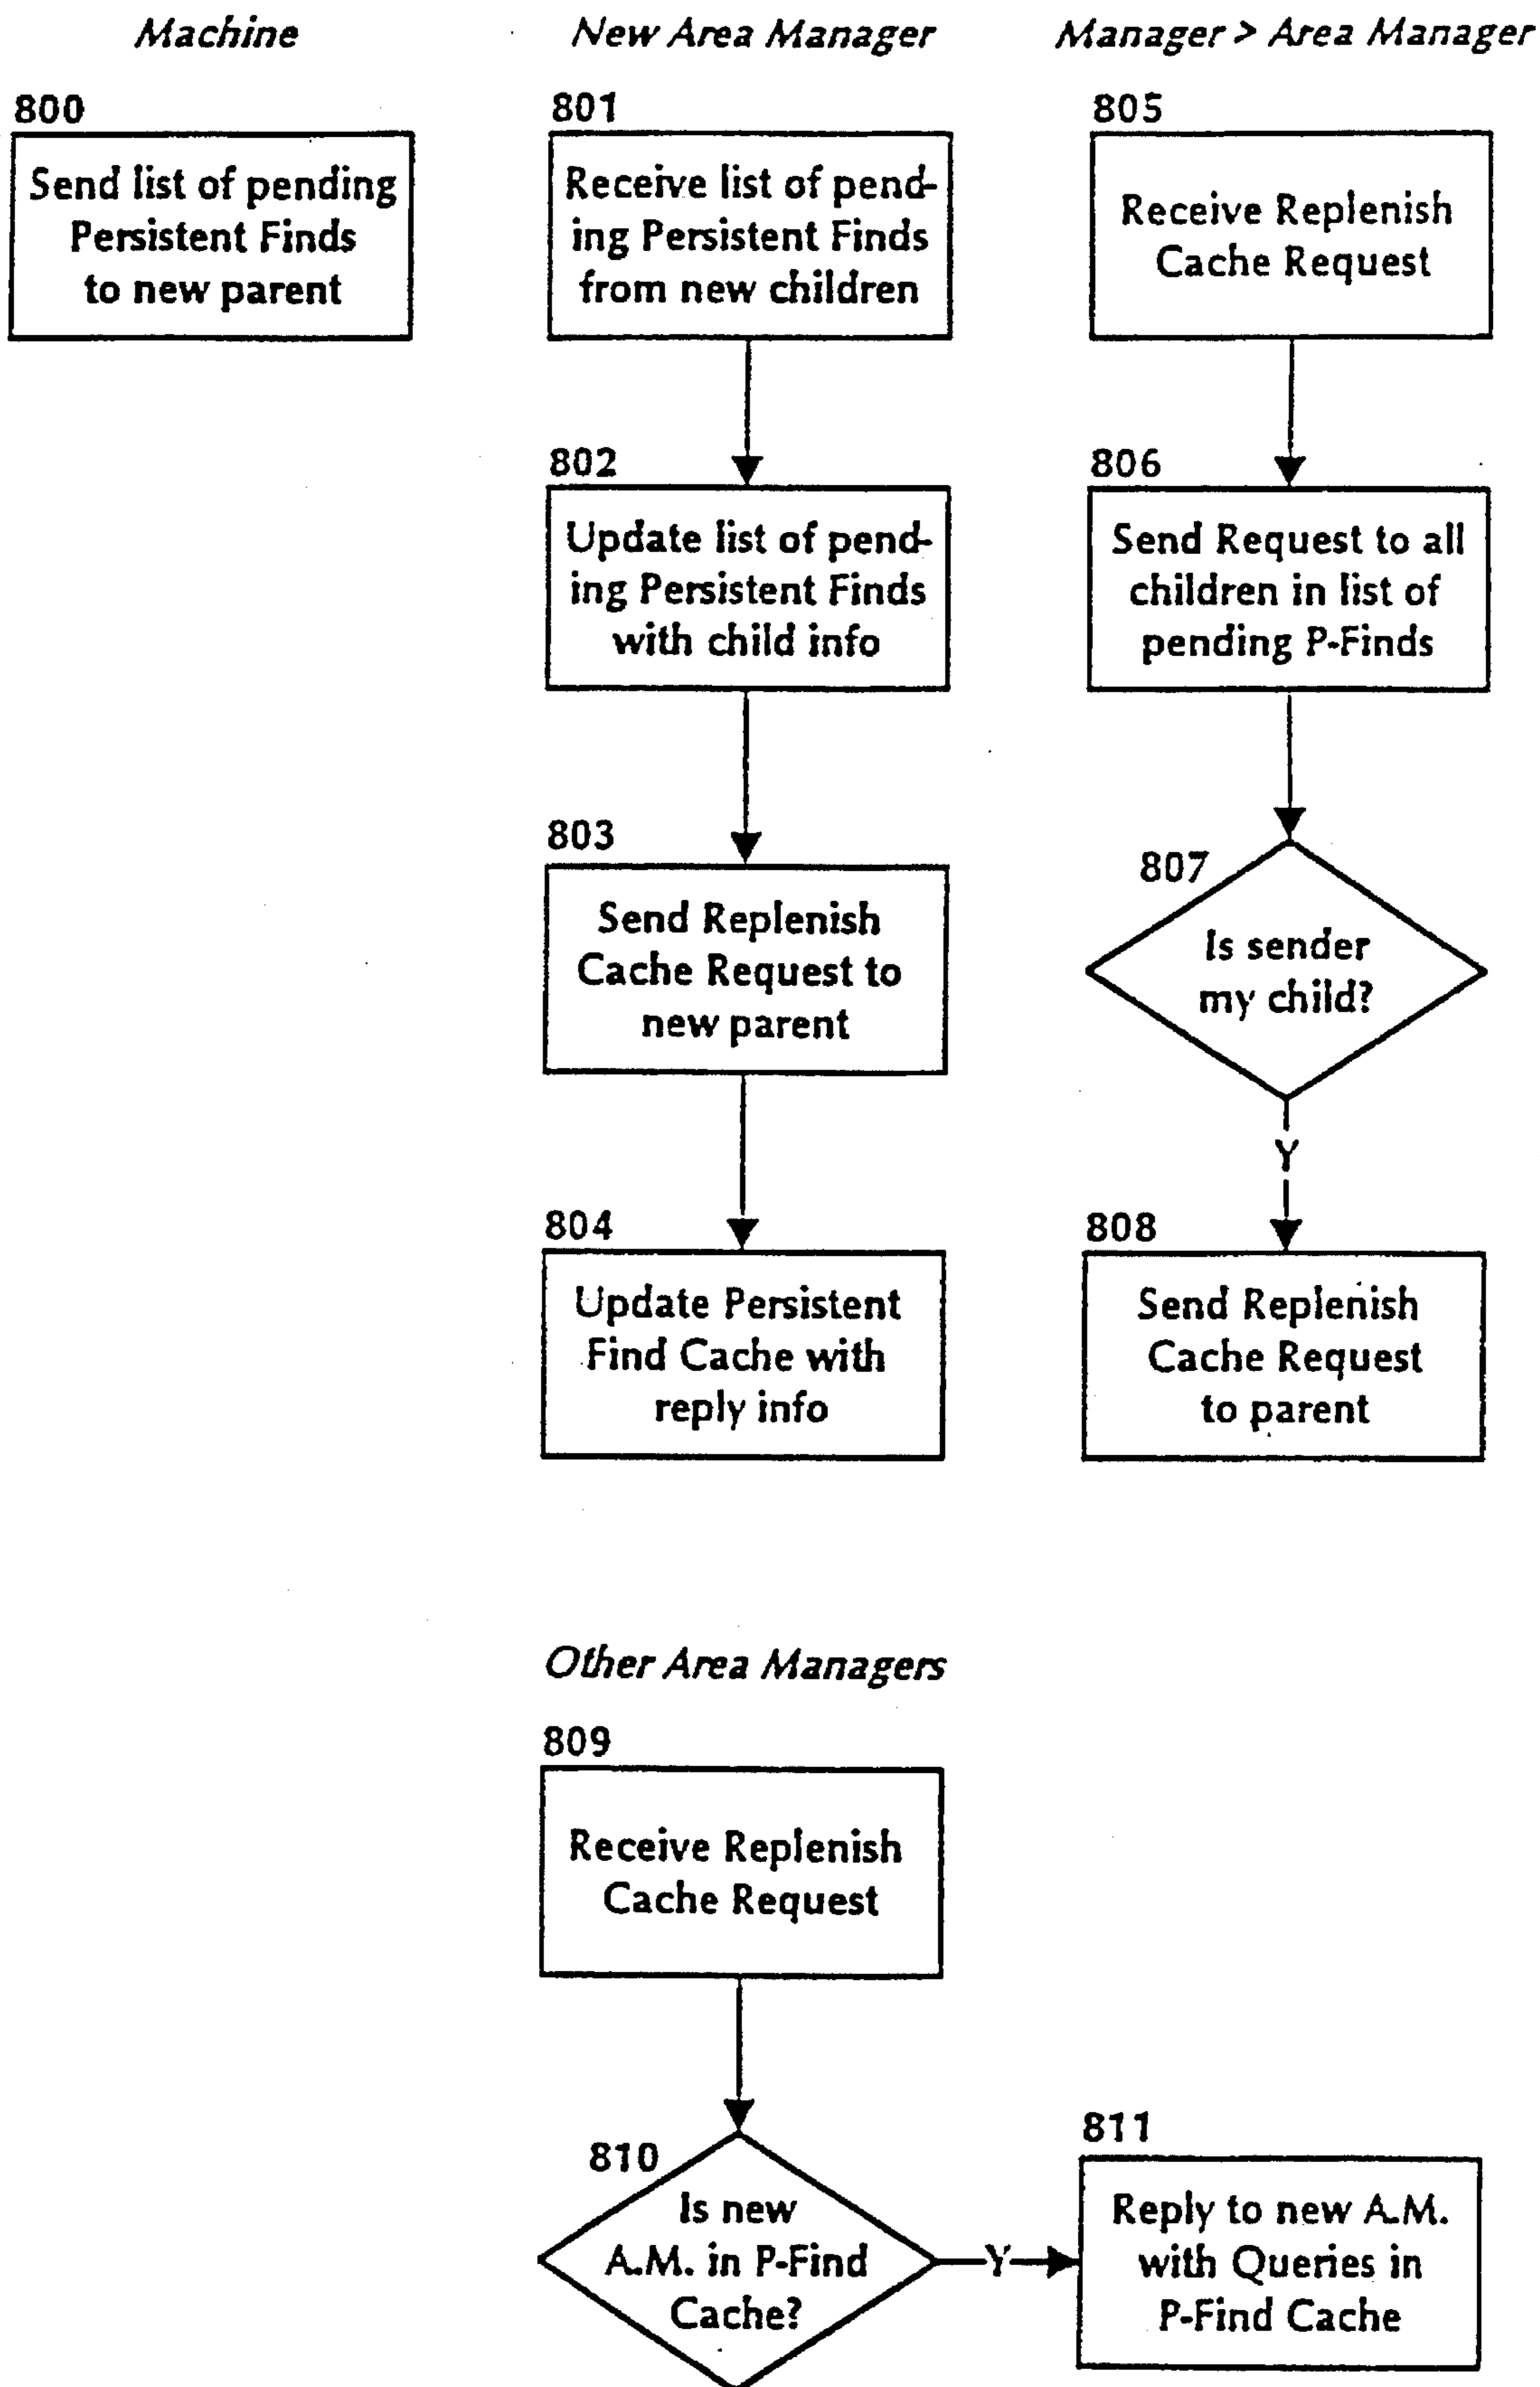 Machine
New Area Manager
Manager > Area Manager
800
Send list of pending
Persistent Finds
to new parent
801
Receive list of pend-
ing Persistent Finds
from new children
805
Receive Replenish
Cache Request
802
Update list of pend-
ing Persistent Finds
with child info
806
Send Request to all
children in list of
pending P-Finds
803
Send Replenish
Cache Request to
new parent
807
Is sender
my child?
Y
804
Update Persistent
Find Cache with
reply info
808
Send Replenish
Cache Request
to parent
Other Area Managers
809
Receive Replenish
Cache Request
810
Is new
A.M. in P-Find
Cache?
Y
811
Reply to new A.M.
with Queries in
P-Find Cache